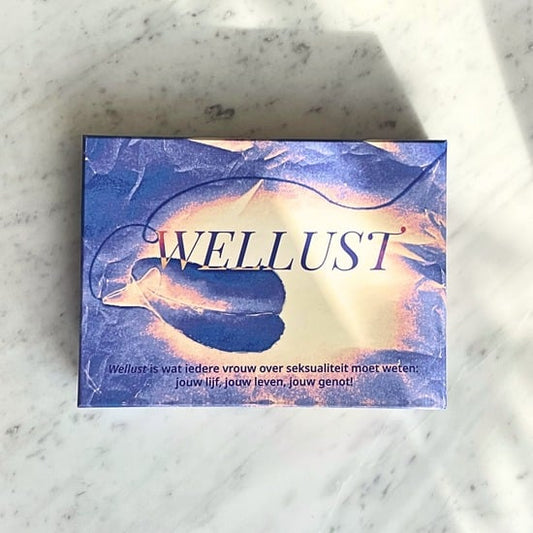 WELLUST
Wellust is wat iedere vrouw over seksualiteit moet weten:
jouw lijf, jouw leven, jouw genot!